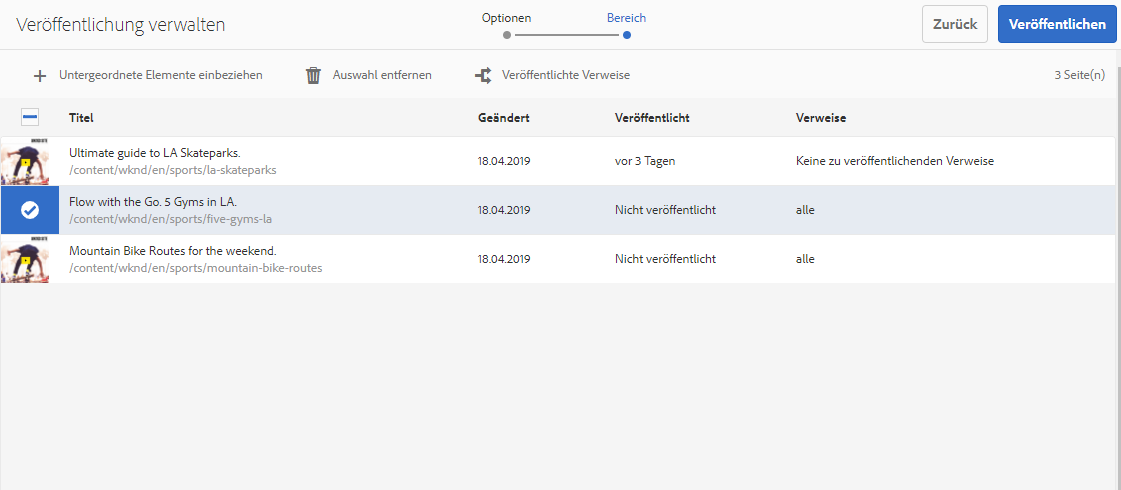 Veröffentlichung verwalten
Optionen
Bereich
Zurück
Veröffentlichen
Untergeordnete Elemente einbeziehen
Auswahl entfernen
Veröffentlichte Verweise
3 Seite(n)
Titel
Geändert
Veröffentlicht
Verweise
Ultimate guide to LA Skateparks.
/content/wknd/en/sports/la-skateparks
18.04.2019
vor 3 Tagen
Keine zu veröffentlichenden Verweise
Flow with the Go. 5 Gyms in LA.
/content/wknd/en/sports/five-gyms-la
18.04.2019
Nicht veröffentlicht
alle
Mountain Bike Routes for the weekend.
/content/wknd/en/sports/mountain-bike-routes
18.04.2019
Nicht veröffentlicht
alle